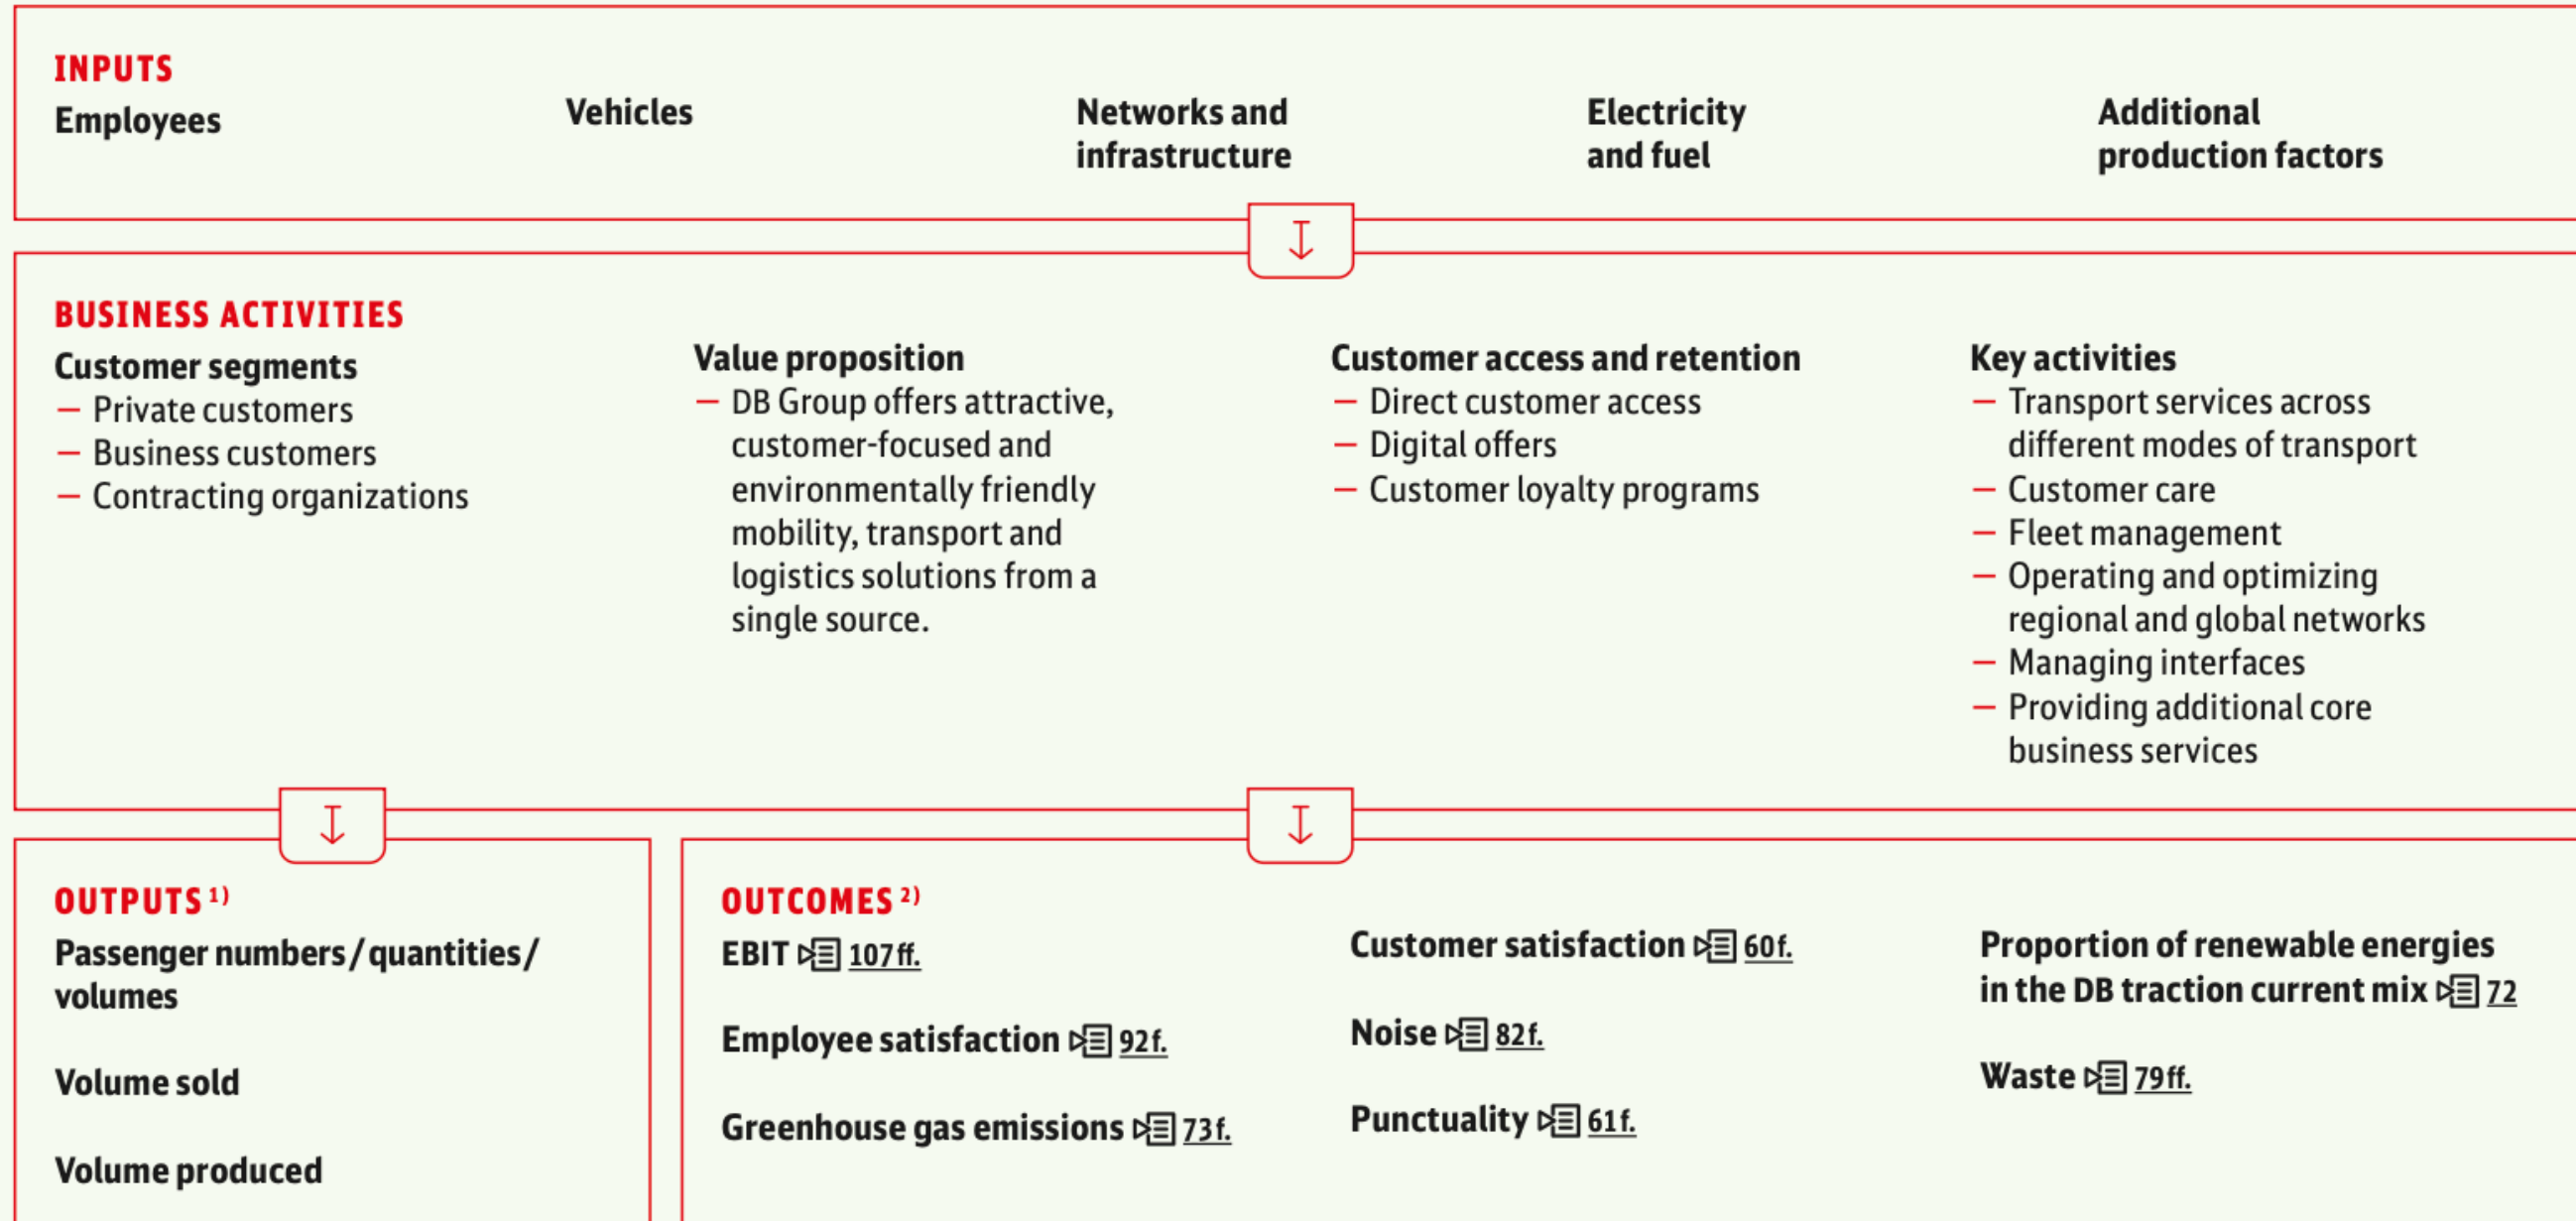 INPUTS
Employees
Vehicles
Networks and
infrastructure
Electricity
and fuel
Additional
production factors
BUSINESS ACTIVITIES
Customer segments
– Private customers
– Business customers
– Contracting organizations
Value proposition
– DB Group offers attractive,
customer-focused and
environmentally friendly
mobility, transport and
logistics solutions from a
single source.
Customer access and retention
– Direct customer access
– Digital offers
– Customer loyalty programs
Key activities
– Transport services across
different modes of transport
– Customer care
– Fleet management
– Operating and optimizing
regional and global networks
– Managing interfaces
– Providing additional core
business services
OUTPUTS 1)
Passenger numbers / quantities /
volumes
Volume sold
Volume produced
OUTCOMES 2)
EBIT 107 ff.
Employee satisfaction 92 f.
Greenhouse gas emissions 73 f.
Customer satisfaction 60 f.
Noise 82 f.
Punctuality 61 f.
Proportion of renewable energies
in the DB traction current mix 72
Waste 79 ff.